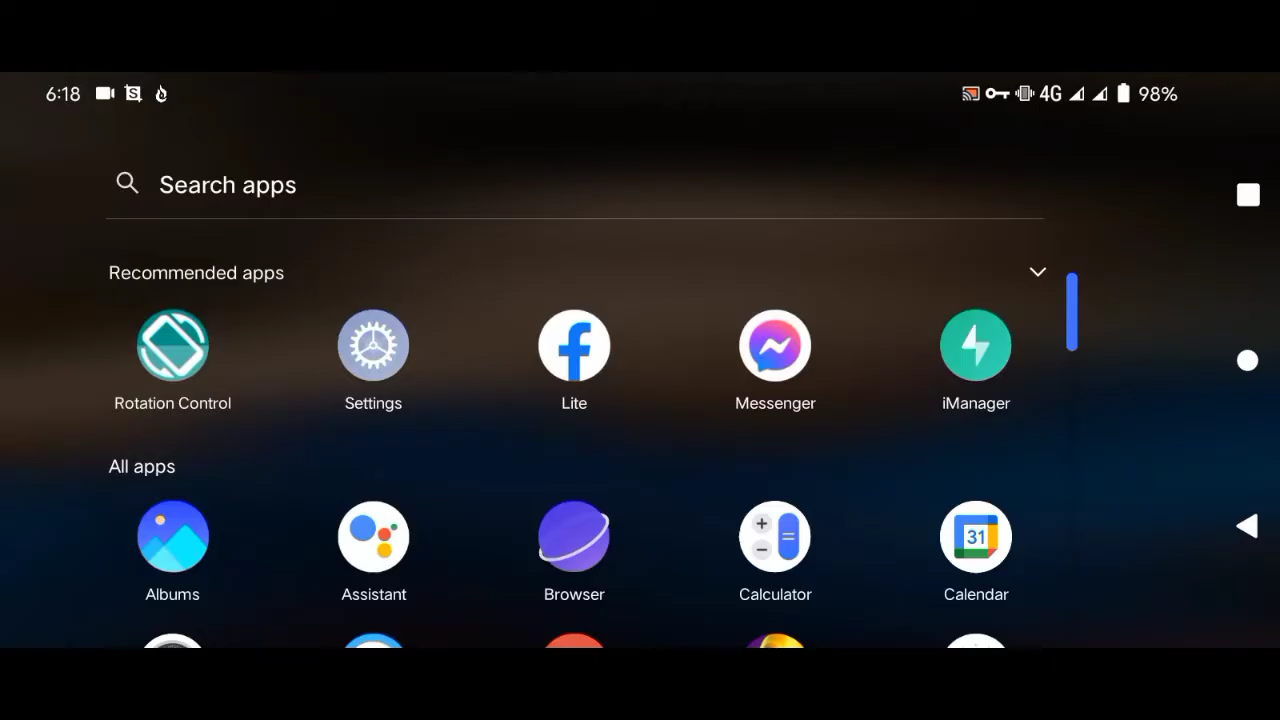 6:18 4G 98%
Search apps
Recommended apps
Rotation Control Settings Lite Messenger iManager
All apps
31
Albums Assistant Browser Calculator Calendar